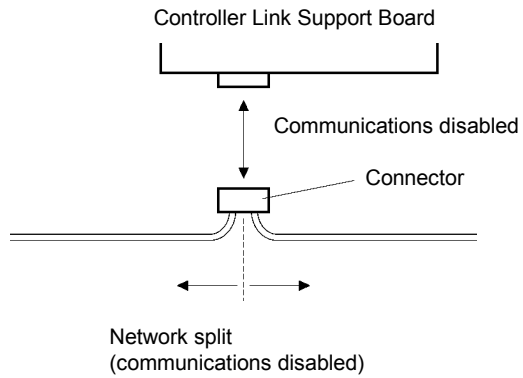 Controller Link Support Board
Communications disabled
Connector
Network split
(communications disabled)